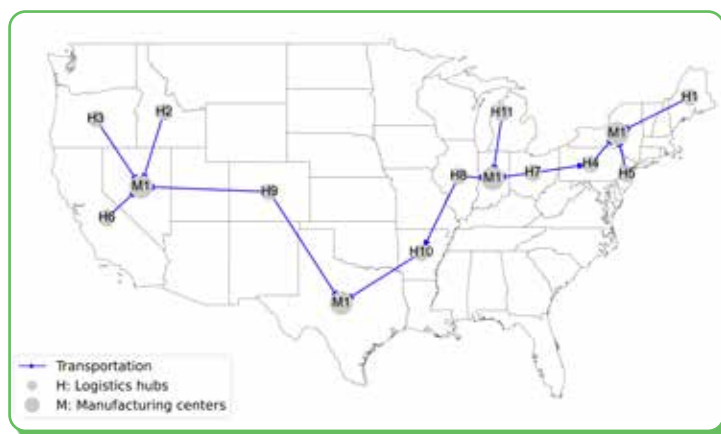 H1
H11
H2
H3
M1
H4
H8
M1
H7
H5
M1
H9
H6
H10
M1
Transportation
H: Logistics hubs
M: Manufacturing centers